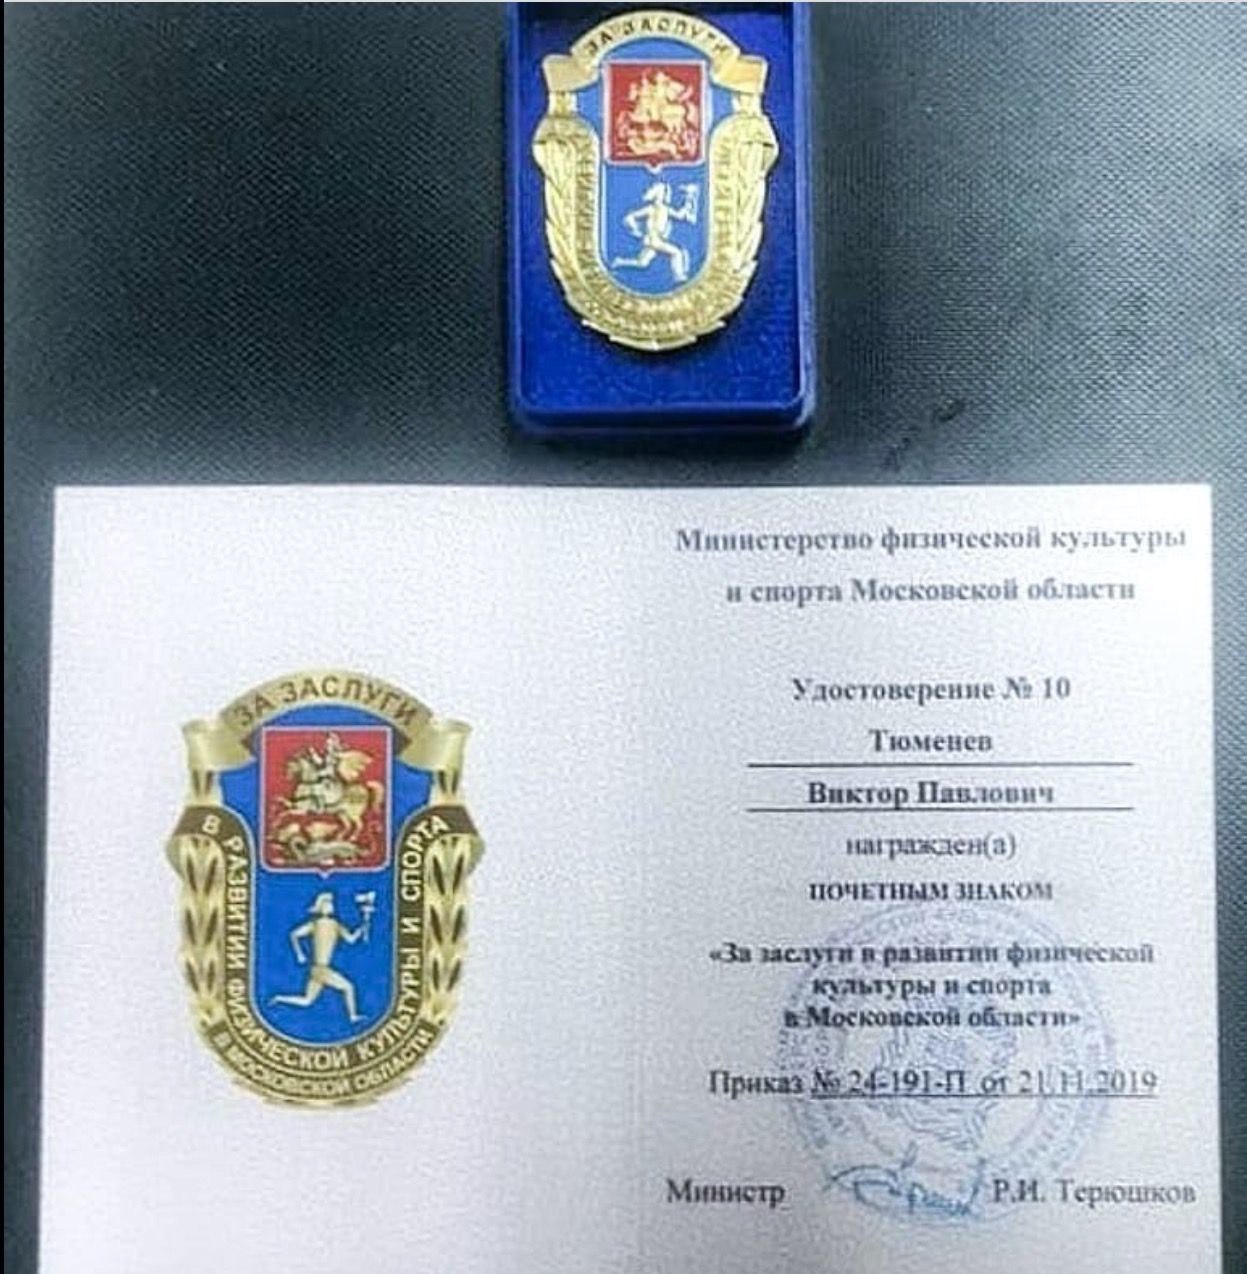 ЗА ЗАСЛУГИ
ЗА ЗАСЛУГИ
В РАЗВИТИИ ФИЗИЧЕСКОЙ КУЛЬТУРЫ И СПОРТА
В МОСКОВСКОЙ ОБЛАСТИ
Министерство физической культуры
и спорта Московской области
Удостоверение № 10
Тюменев
Виктор Павлович
награжден(а)
ПОЧЕТНЫМ ЗНАКОМ
«За заслуги в развитии физической
культуры и спорта
в Московской области»
Приказ № 24-191-П от 21.11.2019
Министр Р.И. Терюшков